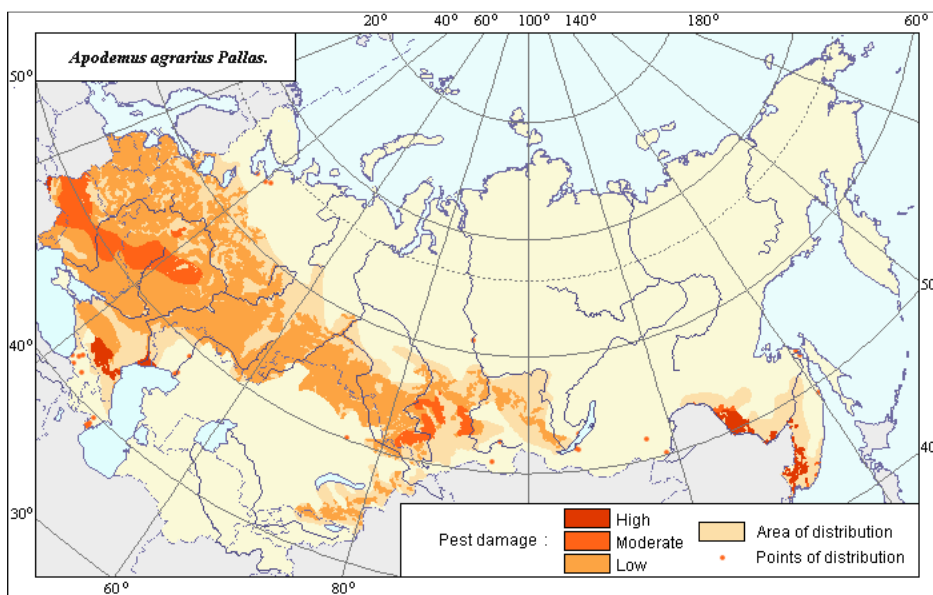 20° 40° 60° 100° 140° 180° 60°
Apodemus agrarius Pallas.
50°
40°
30°
50
40
60° 80°
Pest damage :
High
Moderate
Low
Area of distribution
Points of distribution